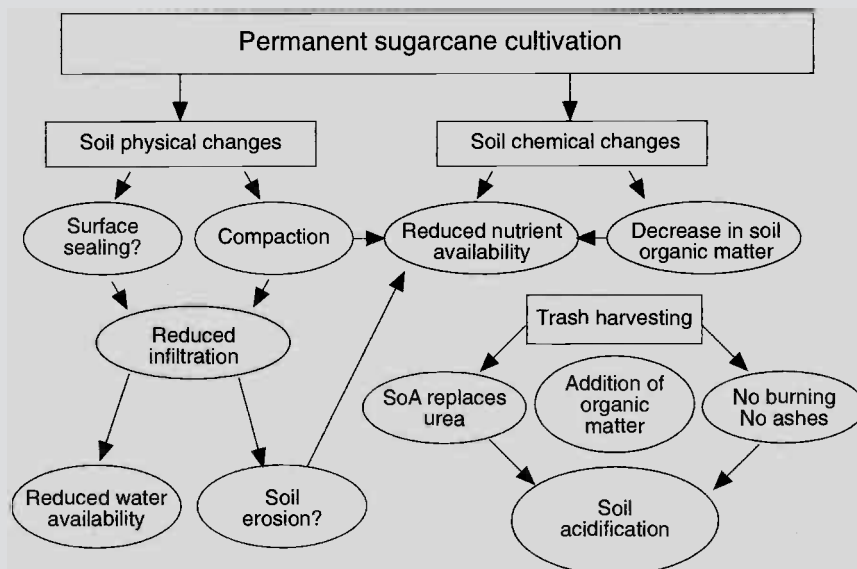 Permanent sugarcane cultivation
Soil physical changes
Soil chemical changes
Surface
sealing?
Compaction
Reduced nutrient
availability
Decrease in soil
organic matter
Reduced
infiltration
Trash harvesting
SoA replaces
urea
Addition of
organic
matter
No burning
No ashes
Reduced water
availability
Soil
erosion?
Soil
acidification